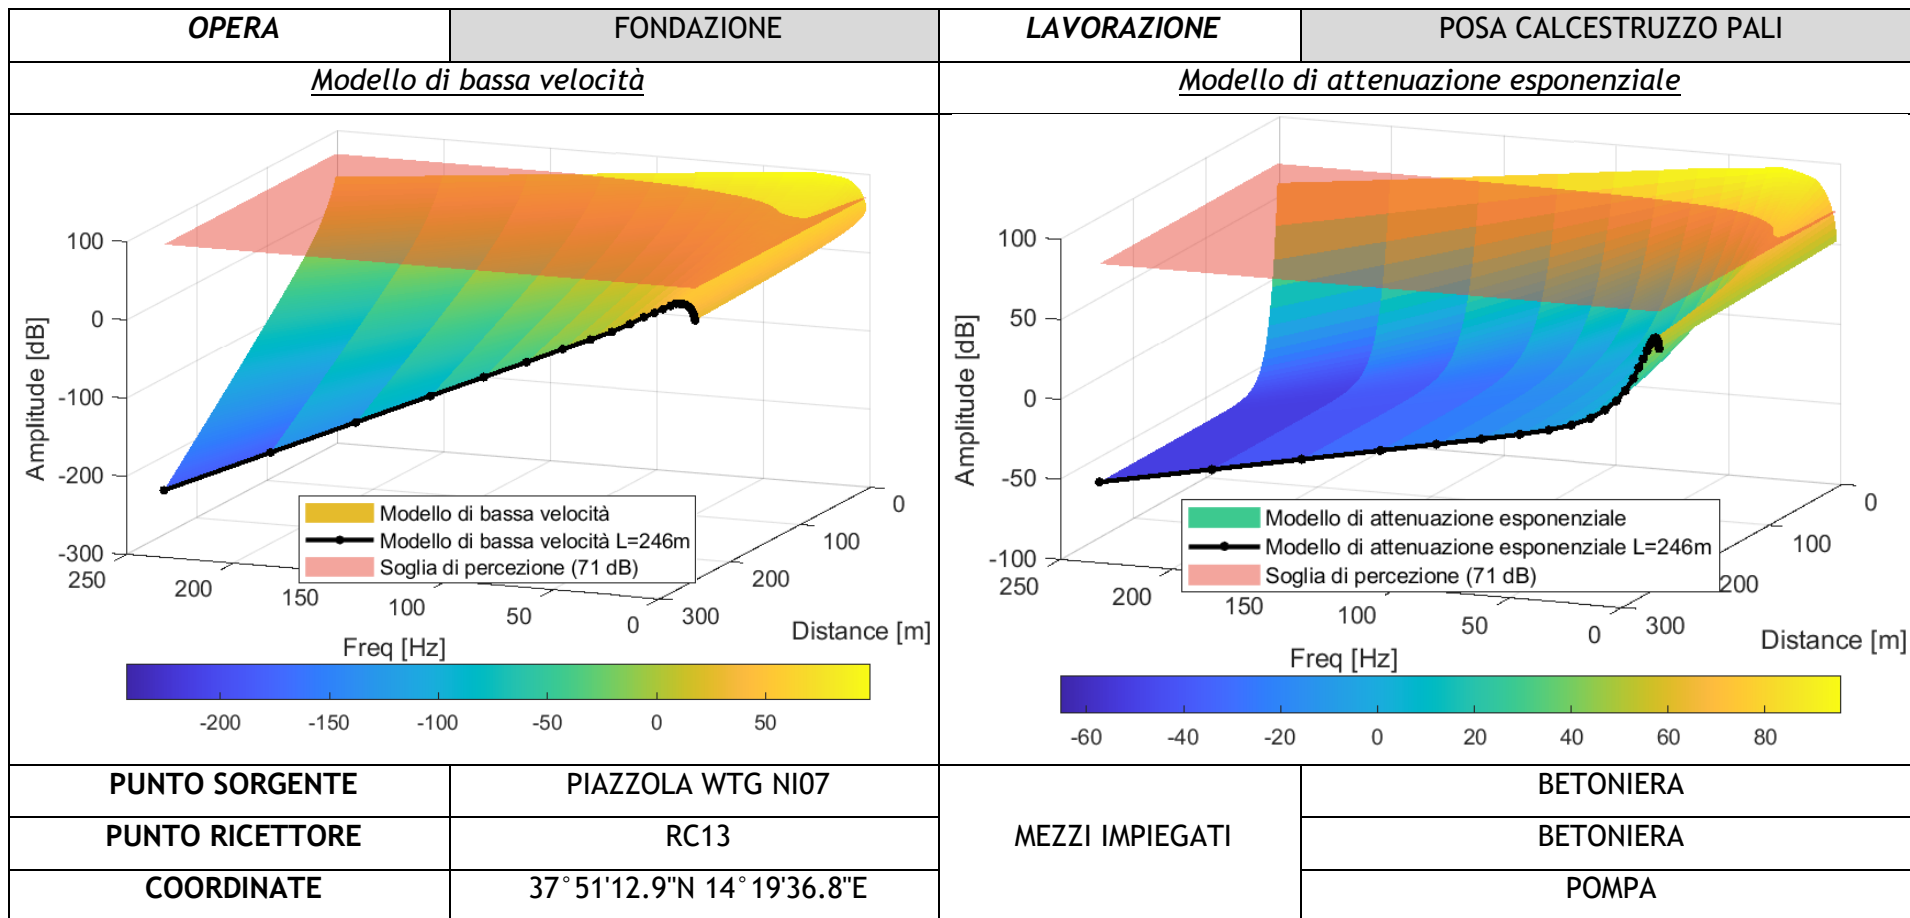 OPERA FONDAZIONE LAVORAZIONE POSA CALCESTRUZZO PALI
Modello di bassa velocità Modello di attenuazione esponenziale
100
0
-100
-200
-300
Amplitude [dB]
250
200
150
100
50
0
Freq [Hz]
300
200
100
0
Distance [m]
Modello di bassa velocità
Modello di bassa velocità L=246m
Soglia di percezione (71 dB)
-200 -150 -100 -50 0 50
100
50
0
-50
-100
Amplitude [dB]
250
200
150
100
50
0
Freq [Hz]
300
200
100
0
Distance [m]
Modello di attenuazione esponenziale
Modello di attenuazione esponenziale L=246m
Soglia di percezione (71 dB)
-60 -40 -20 0 20 40 60 80
PUNTO SORGENTE PIAZZOLA WTG NI07
PUNTO RICETTORE RC13
COORDINATE 37°51'12.9"N 14°19'36.8"E
MEZZI IMPIEGATI
BETONIERA
BETONIERA
POMPA